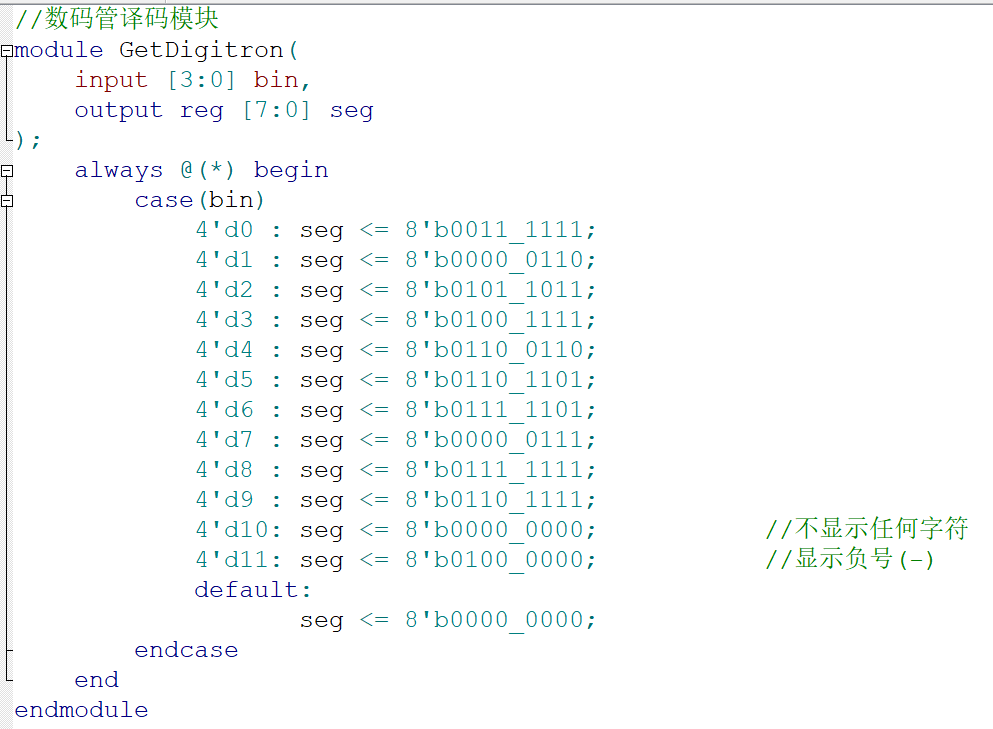 //数码管译码模块
module GetDigitron(
    input [3:0] bin,
    output reg [7:0] seg
);
    always @(*) begin
        case(bin)
            4'd0 : seg <= 8'b0011_1111;
            4'd1 : seg <= 8'b0000_0110;
            4'd2 : seg <= 8'b0101_1011;
            4'd3 : seg <= 8'b0100_1111;
            4'd4 : seg <= 8'b0110_0110;
            4'd5 : seg <= 8'b0110_1101;
            4'd6 : seg <= 8'b0111_1101;
            4'd7 : seg <= 8'b0000_0111;
            4'd8 : seg <= 8'b0111_1111;
            4'd9 : seg <= 8'b0110_1111;
            4'd10: seg <= 8'b0000_0000;           //不显示任何字符
            4'd11: seg <= 8'b0100_0000;           //显示负号(-)
            default:
                   seg <= 8'b0000_0000;
        endcase
    end
endmodule